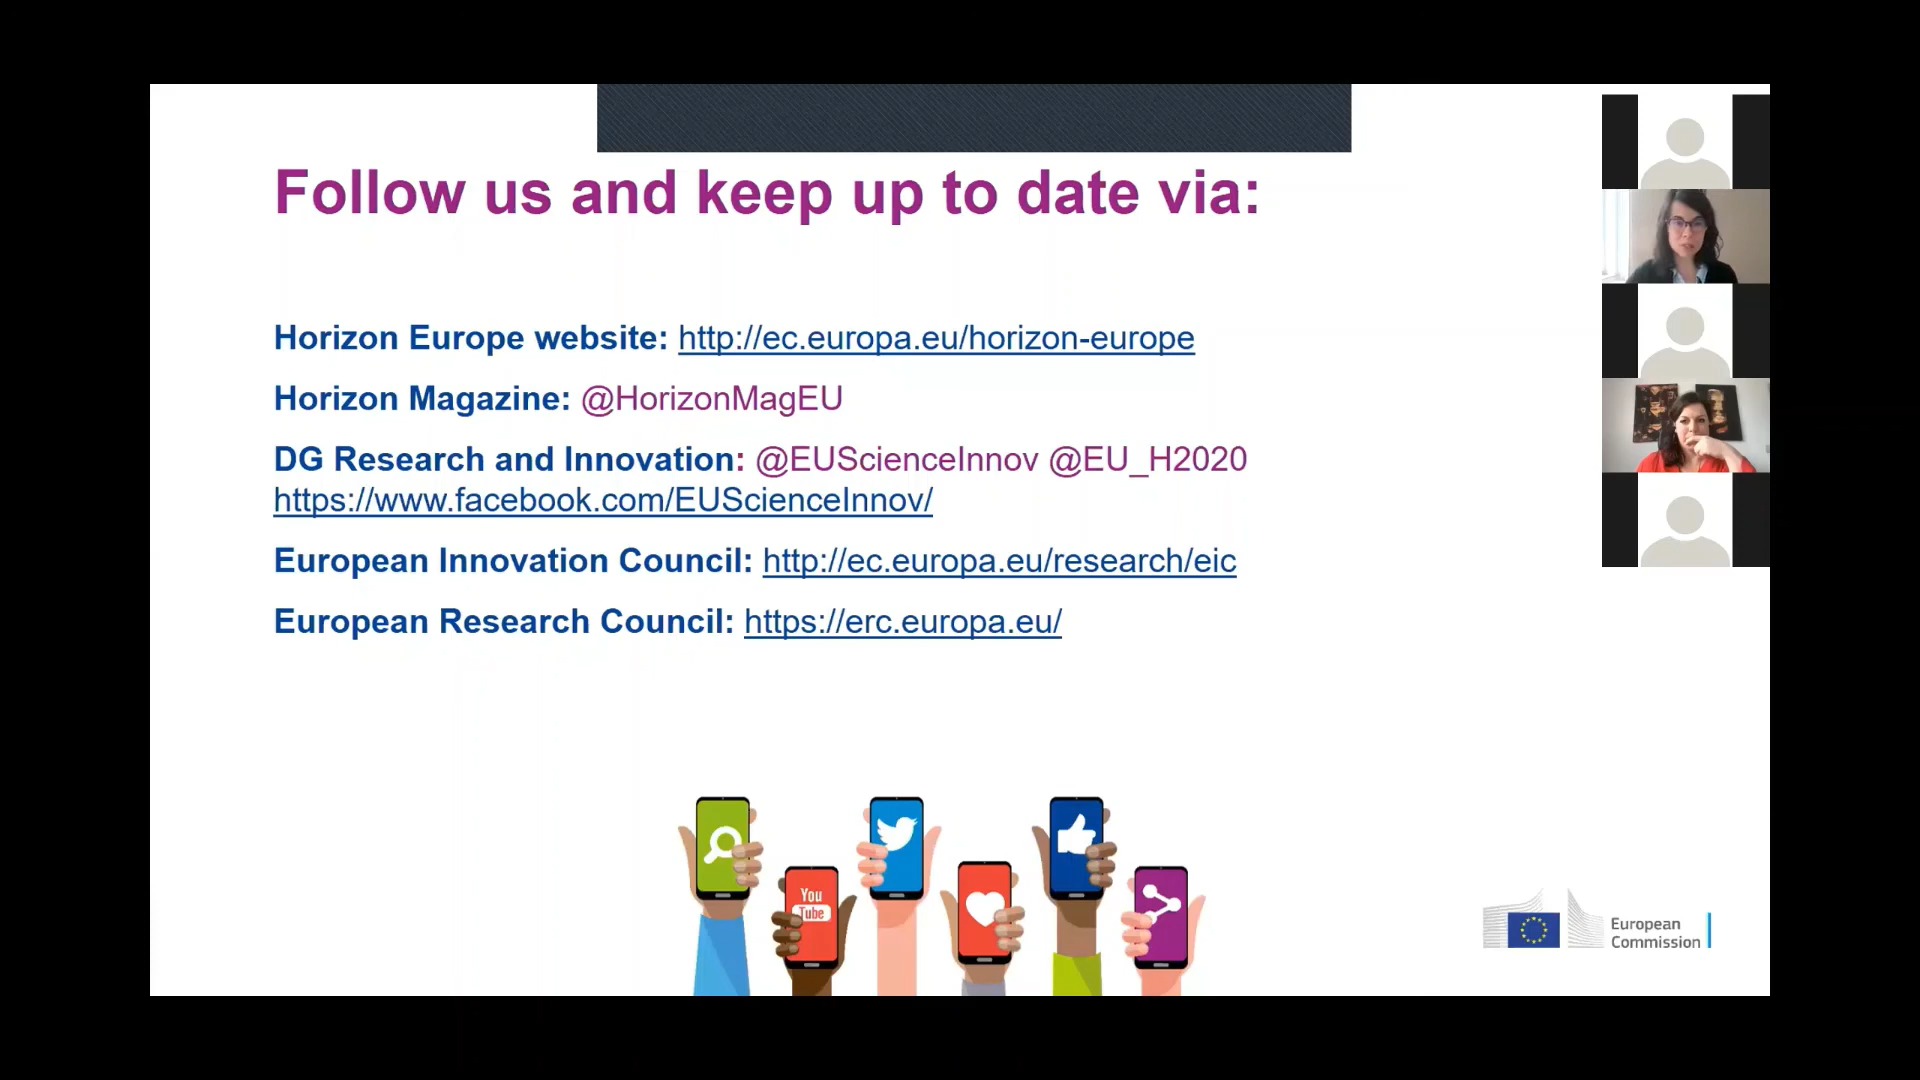 Follow us and keep up to date via:
Horizon Europe website: http://ec.europa.eu/horizon-europe
Horizon Magazine: @HorizonMagEU
DG Research and Innovation: @EUScienceInnov @EU_H2020
https://www.facebook.com/EUScienceInnov/
European Innovation Council: http://ec.europa.eu/research/eic
European Research Council: https://erc.europa.eu/
You
Tube
European
Commission